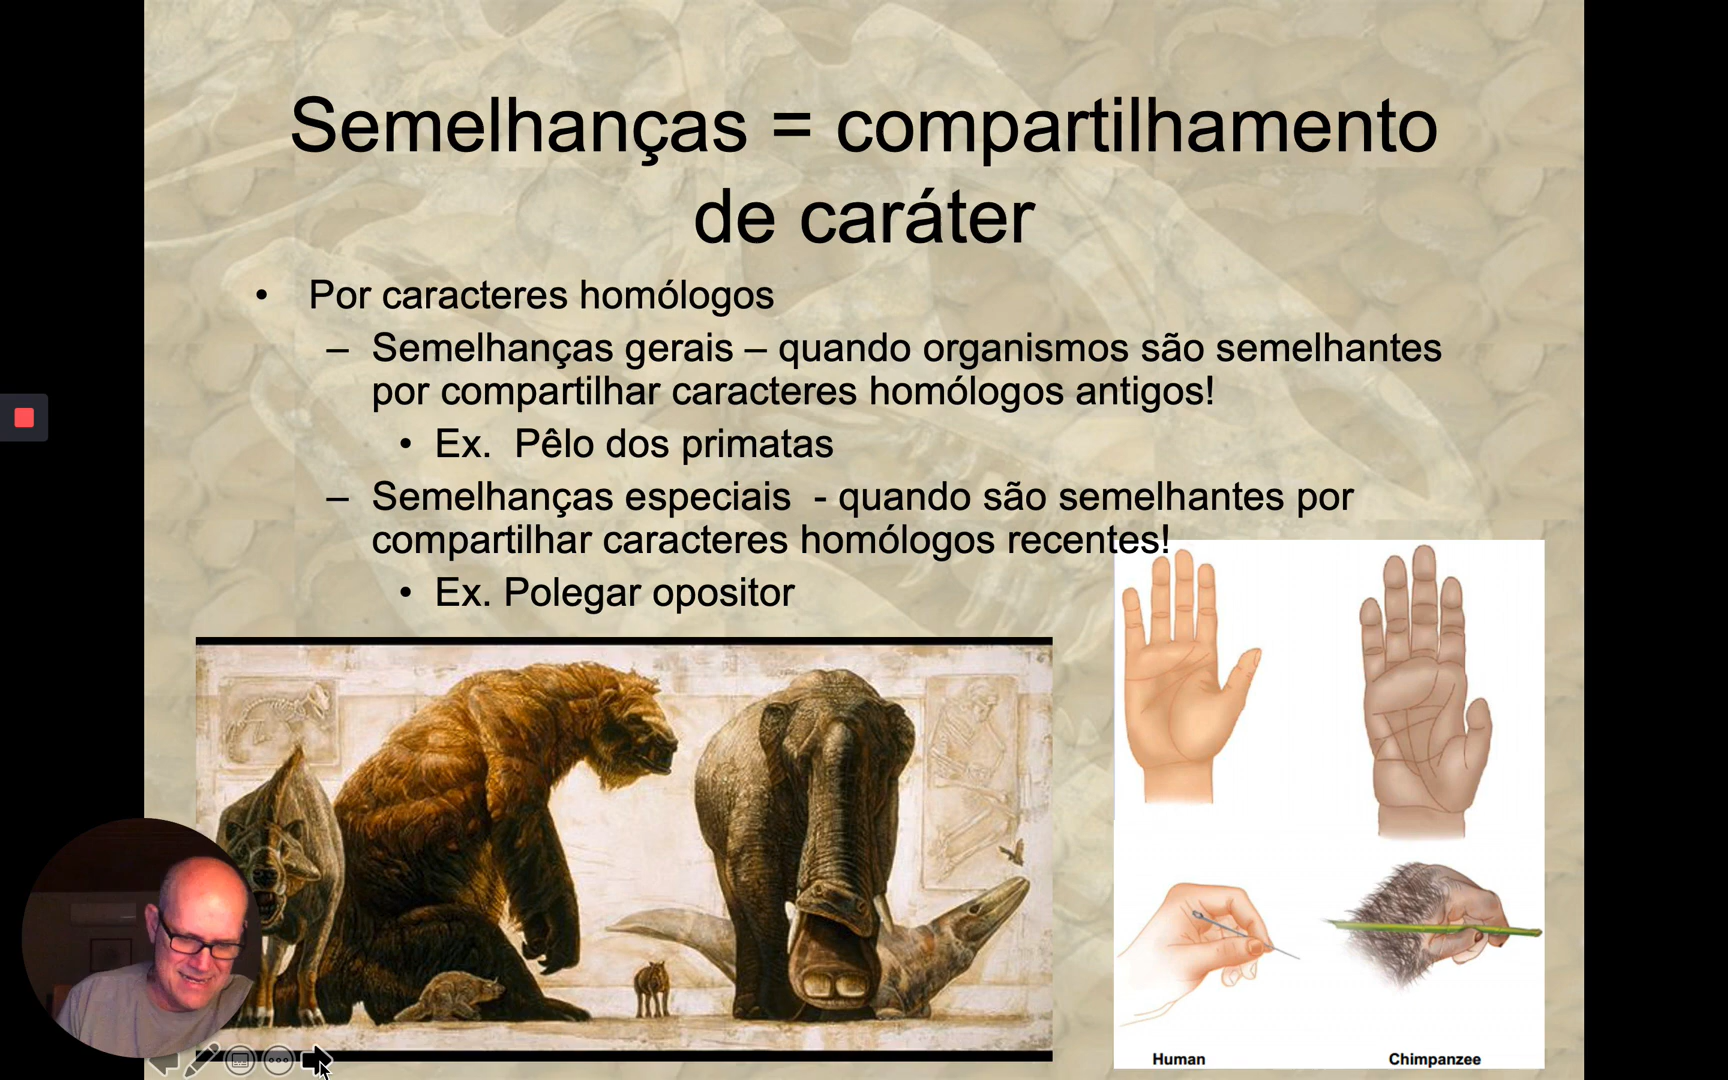 Semelhanças = compartilhamento
de caráter
• Por caracteres homólogos
– Semelhanças gerais – quando organismos são semelhantes
por compartilhar caracteres homólogos antigos!
• Ex.  Pêlo dos primatas
– Semelhanças especiais  - quando são semelhantes por
compartilhar caracteres homólogos recentes!
• Ex. Polegar opositor
Human
Chimpanzee